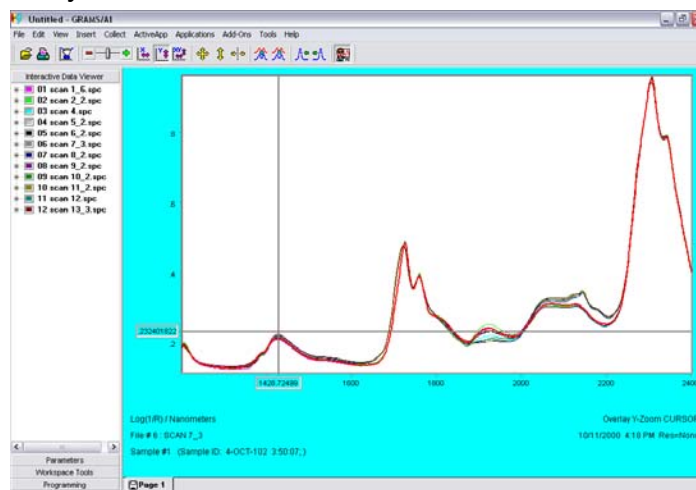 Untitled - GRAMS/AI
File Edit View Insert Collect ActiveApp Applications Add-Ons Tools Help
Interactive Data Viewer
01 scan 1_6.spc
02 scan 2_2.spc
03 scan 4.spc
04 scan 5_2.spc
05 scan 6_2.spc
06 scan 7_3.spc
07 scan 8_2.spc
08 scan 9_2.spc
09 scan 10_2.spc
10 scan 11_2.spc
11 scan 12.spc
12 scan 13_3.spc
.8
.6
.4
.232401822
.2
1428.72499
1600
1800
2000
2200
2400
Log(1/R) / Nanometers
Overlay Y-Zoom CURSOR
File # 6 : SCAN 7_3
10/11/2000 4:18 PM Res=None
Sample #1 (Sample ID: 4-OCT-102 3:50:07,)
Parameters
Workspace Tools
Programming
Page 1